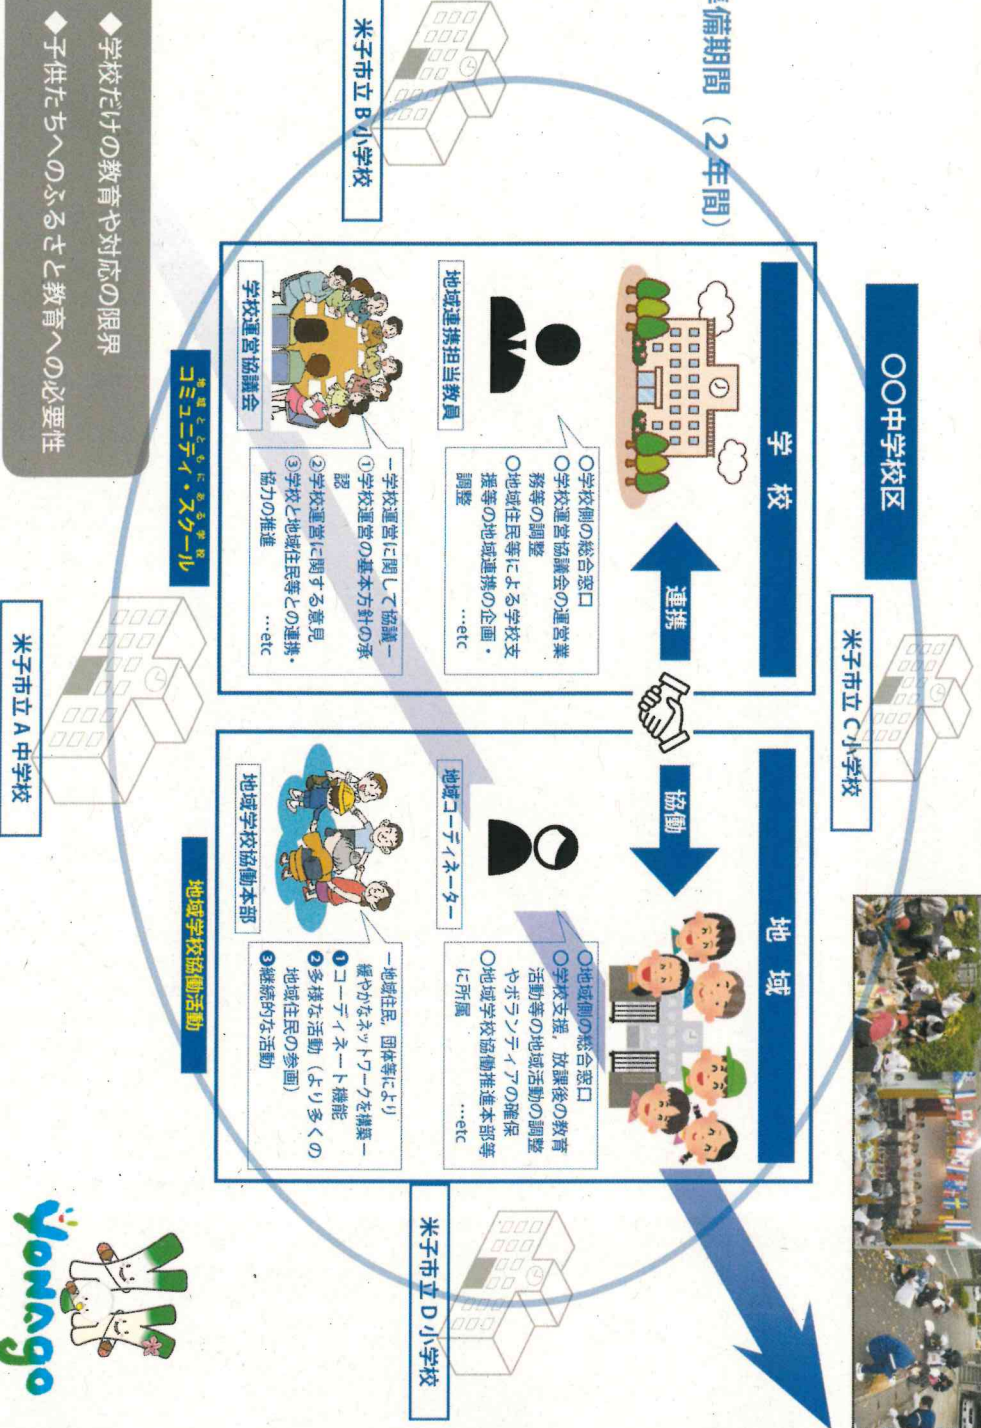 備期間（２年間）
〇〇中学校区
米子市立Ｂ小学校
米子市立Ｃ小学校
学校
連携
〇学校側の総合窓口
〇学校運営協議会の運営業
務等の調整
〇地域住民等による学校支
援等の地域連携の企画・
調整　…etc
地域連携担当教員
ー学校運営に関して協議ー
①学校運営の基本方針の承
認
②学校運営に関する意見
③学校と地域住民等との連携・
協力の推進　…etc
学校運営協議会
地域とともにある学校
コミュニティ・スクール
地域
協働
〇地域側の総合窓口
〇学校支援，放課後の教育
活動等の地域活動の調整
やボランティアの確保
〇地域学校協働推進本部等
に所属　…etc
地域コーディネーター
ー地域住民，団体等により
緩やかなネットワークを構築ー
❶コーディネート機能
❷多様な活動（より多くの
地域住民の参画）
❸継続的な活動
地域学校協働本部
地域学校協働活動
米子市立Ａ中学校
米子市立Ｄ小学校
◆学校だけの教育や対応の限界
◆子供たちへのふるさと教育への必要性
yonago